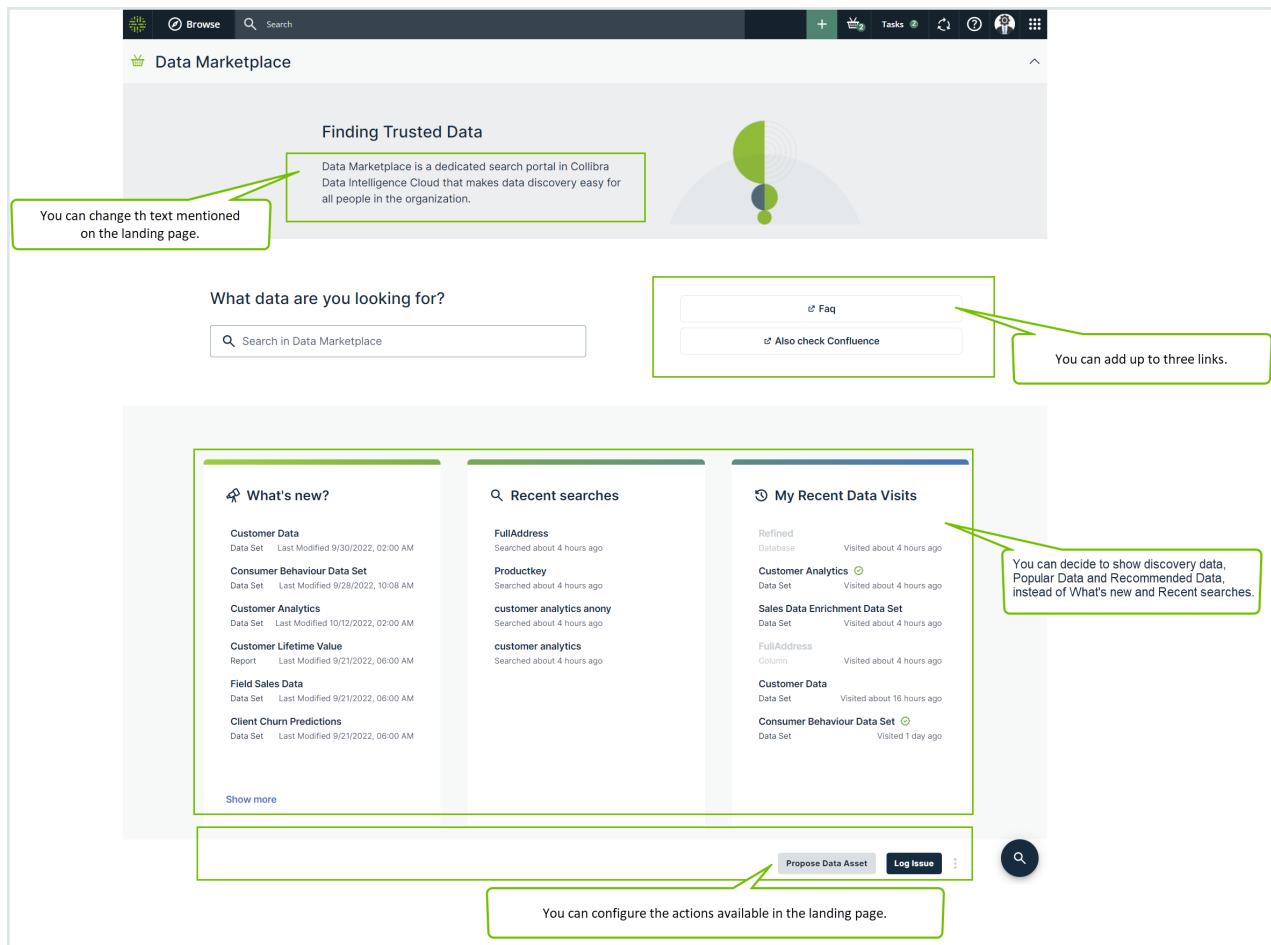 Browse
Search
2
Tasks 2
Data Marketplace
Finding Trusted Data
Data Marketplace is a dedicated search portal in Collibra
Data Intelligence Cloud that makes data discovery easy for
all people in the organization.
You can change th text mentioned
on the landing page.
What data are you looking for?
Search in Data Marketplace
Faq
Also check Confluence
You can add up to three links.
What's new?
Customer Data
Data Set Last Modified 9/30/2022, 02:00 AM
Consumer Behaviour Data Set
Data Set Last Modified 9/28/2022, 10:08 AM
Customer Analytics
Data Set Last Modified 10/12/2022, 02:00 AM
Customer Lifetime Value
Report Last Modified 9/21/2022, 06:00 AM
Field Sales Data
Data Set Last Modified 9/21/2022, 06:00 AM
Client Churn Predictions
Data Set Last Modified 9/21/2022, 06:00 AM
Show more
Recent searches
FullAddress
Searched about 4 hours ago
Productkey
Searched about 4 hours ago
customer analytics anony
Searched about 4 hours ago
customer analytics
Searched about 4 hours ago
My Recent Data Visits
Refined
Database Visited about 4 hours ago
Customer Analytics
Data Set Visited about 4 hours ago
Sales Data Enrichment Data Set
Data Set Visited about 4 hours ago
FullAddress
Column Visited about 4 hours ago
Customer Data
Data Set Visited about 16 hours ago
Consumer Behaviour Data Set
Data Set Visited 1 day ago
You can decide to show discovery data,
Popular Data and Recommended Data,
instead of What's new and Recent searches.
Propose Data Asset
Log Issue
You can configure the actions available in the landing page.